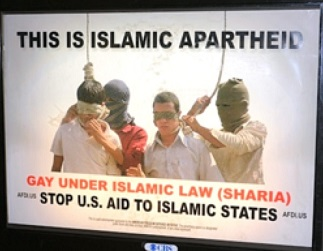 THIS IS ISLAMIC APARTHEID
GAY UNDER ISLAMIC LAW (SHARIA)
AFDI.US STOP U.S. AID TO ISLAMIC STATES AFDI.US
CBS